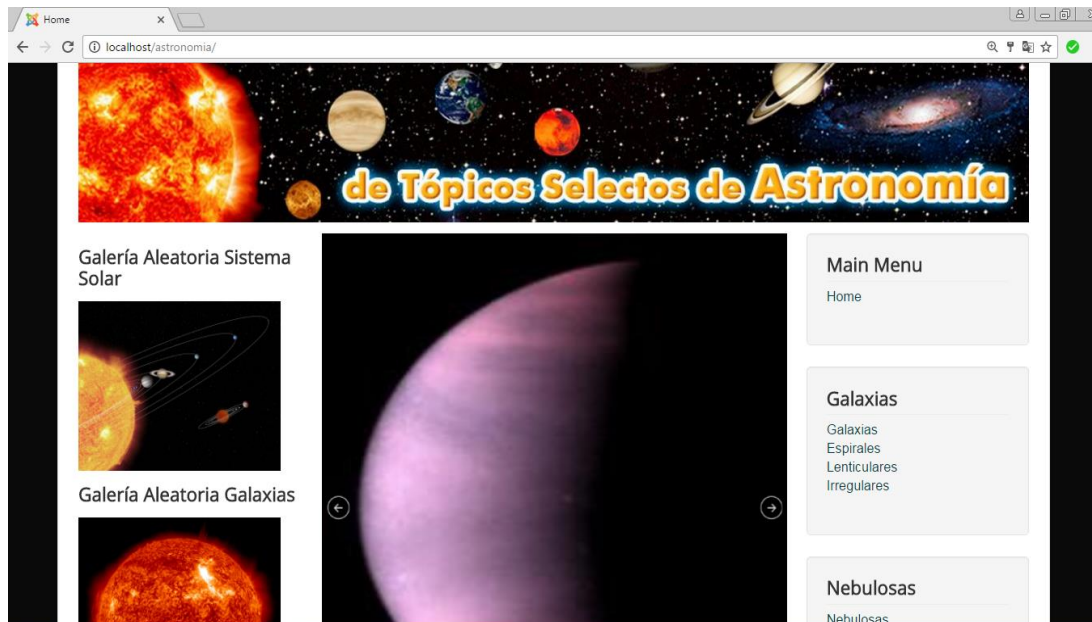 Home
localhost/astronomia/
de Tópicos Selectos de Astronomía
Galería Aleatoria Sistema
Solar
Galería Aleatoria Galaxias
Main Menu
Home
Galaxias
Galaxias
Espirales
Lenticulares
Irregulares
Nebulosas
Nebulosas